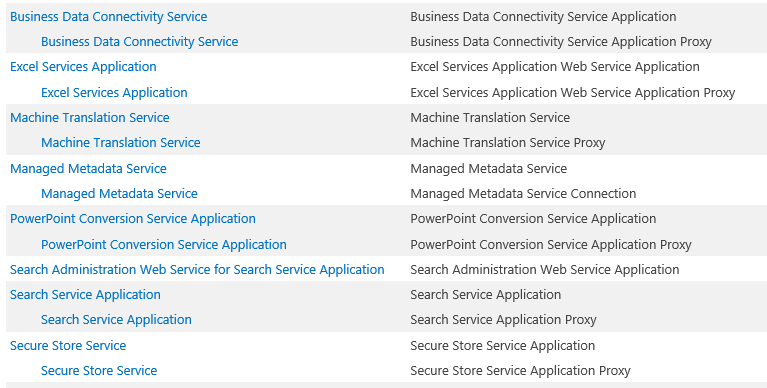 Business Data Connectivity Service Business Data Connectivity Service Application
Business Data Connectivity Service Business Data Connectivity Service Application Proxy
Excel Services Application Excel Services Application Web Service Application
Excel Services Application Excel Services Application Web Service Application Proxy
Machine Translation Service Machine Translation Service
Machine Translation Service Machine Translation Service Proxy
Managed Metadata Service Managed Metadata Service
Managed Metadata Service Managed Metadata Service Connection
PowerPoint Conversion Service Application PowerPoint Conversion Service Application
PowerPoint Conversion Service Application PowerPoint Conversion Service Application Proxy
Search Administration Web Service for Search Service Application Search Administration Web Service Application
Search Service Application Search Service Application
Search Service Application Search Service Application Proxy
Secure Store Service Secure Store Service Application
Secure Store Service Secure Store Service Application Proxy